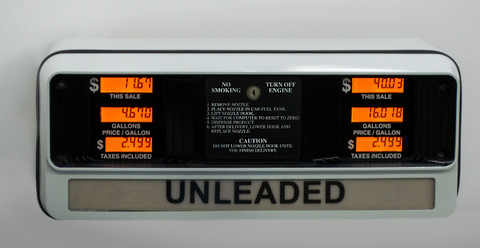 $ 11.67
THIS SALE
4.670
GALLONS
PRICE / GALLON
$ 2.499
TAXES INCLUDED
NO SMOKING
TURN OFF ENGINE
1. REMOVE NOZZLE.
2. PLACE NOZZLE IN CAR FUEL TANK.
3. LIFT NOZZLE HOOK.
4. WAIT FOR COMPUTER TO RESET TO ZERO.
5. DISPENSE PRODUCT.
6. AFTER DELIVERY, LOWER HOOK AND
REPLACE NOZZLE.
CAUTION
DO NOT LOWER NOZZLE HOOK UNTIL
YOU FINISH DELIVERY.
$ 40.03
THIS SALE
16.018
GALLONS
PRICE / GALLON
$ 2.499
TAXES INCLUDED
UNLEADED